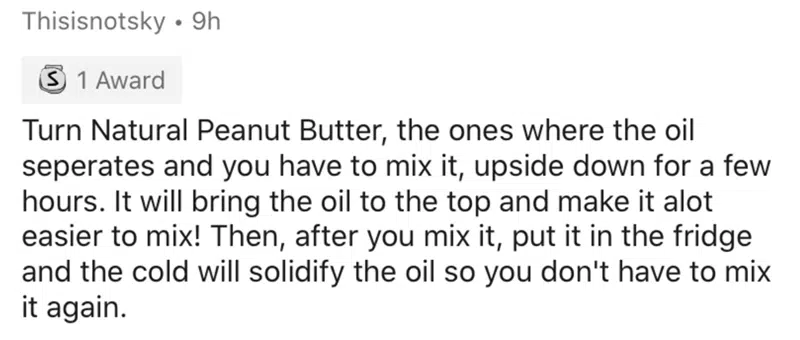 Thisisnotsky • 9h
S 1 Award
Turn Natural Peanut Butter, the ones where the oil
seperates and you have to mix it, upside down for a few
hours. It will bring the oil to the top and make it alot
easier to mix! Then, after you mix it, put it in the fridge
and the cold will solidify the oil so you don't have to mix
it again.